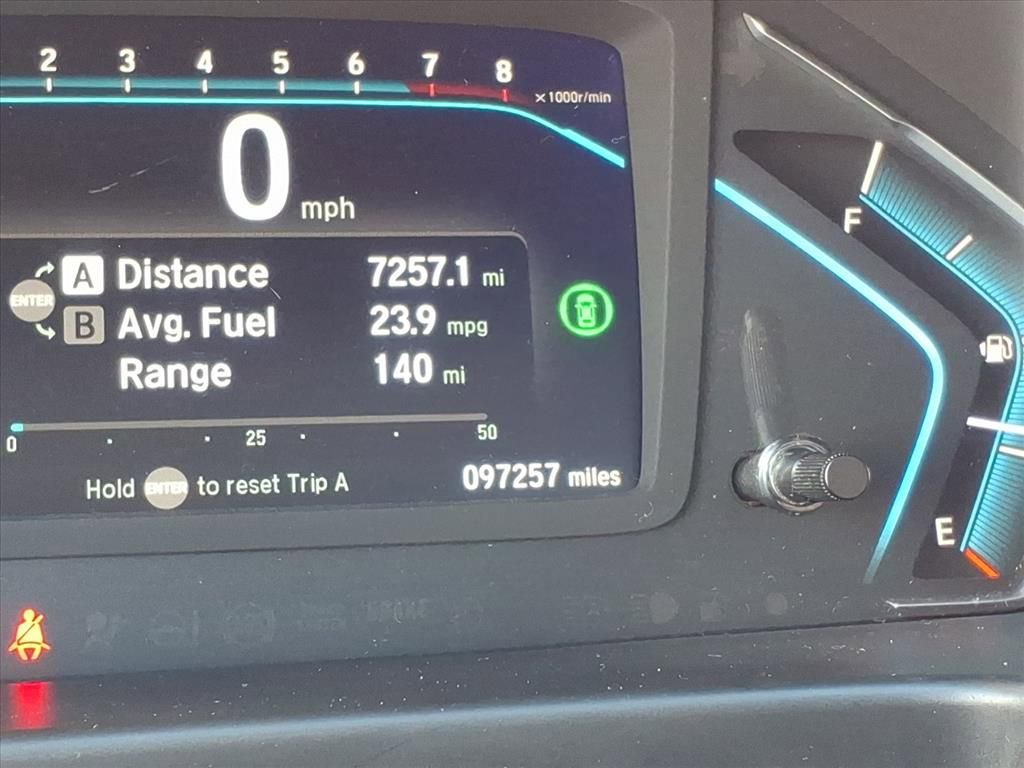 2 3 4 5 6 7 8
×1000r/min
0 mph
F
A Distance 7257.1 mi
ENTER
B Avg. Fuel 23.9 mpg
Range 140 mi
0 25 50
Hold ENTER to reset Trip A
097257 miles
E